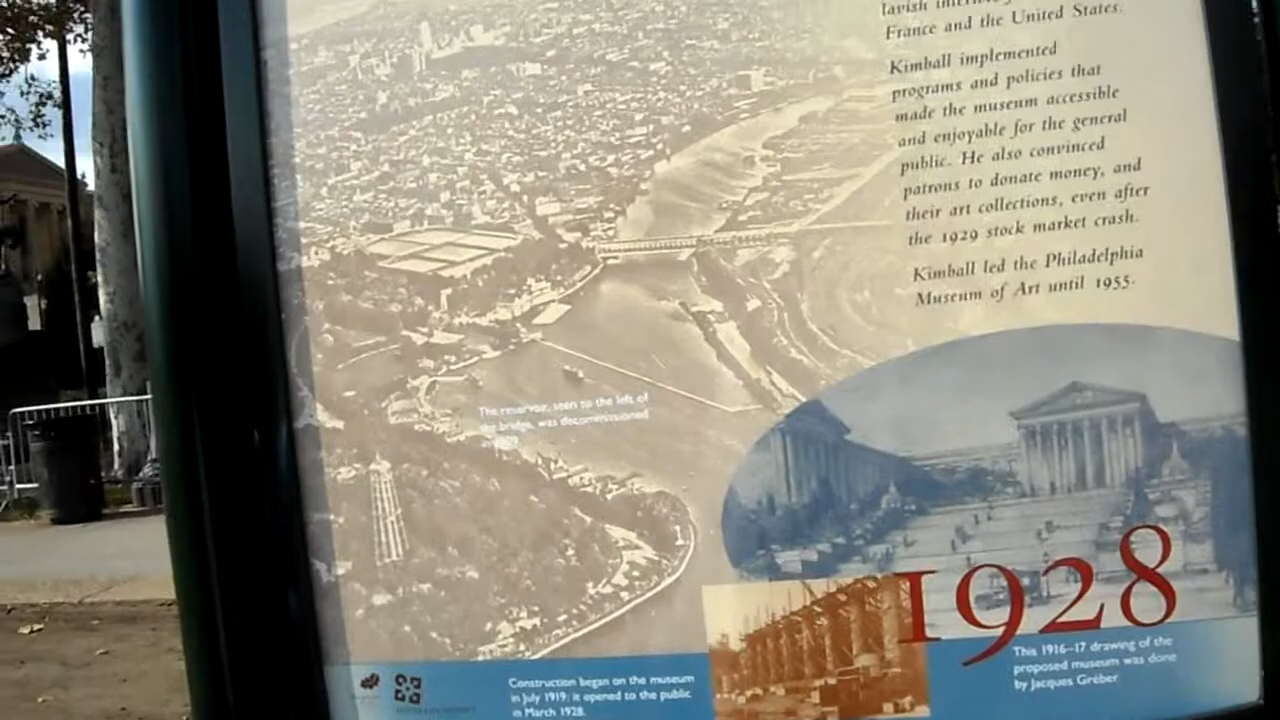 lavish
France and the United States.
Kimball implemented
programs and policies that
made the museum accessible
and enjoyable for the general
public. He also convinced
patrons to donate money, and
their art collections, even after
the 1929 stock market crash.
Kimball led the Philadelphia
Museum of Art until 1955.
The reservoir, seen to the left of
the bridge, was decommissioned
1928
This 1916–17 drawing of the
proposed museum was done
by Jacques Gréber
Construction began on the museum
in July 1919; it opened to the public
in March 1928.